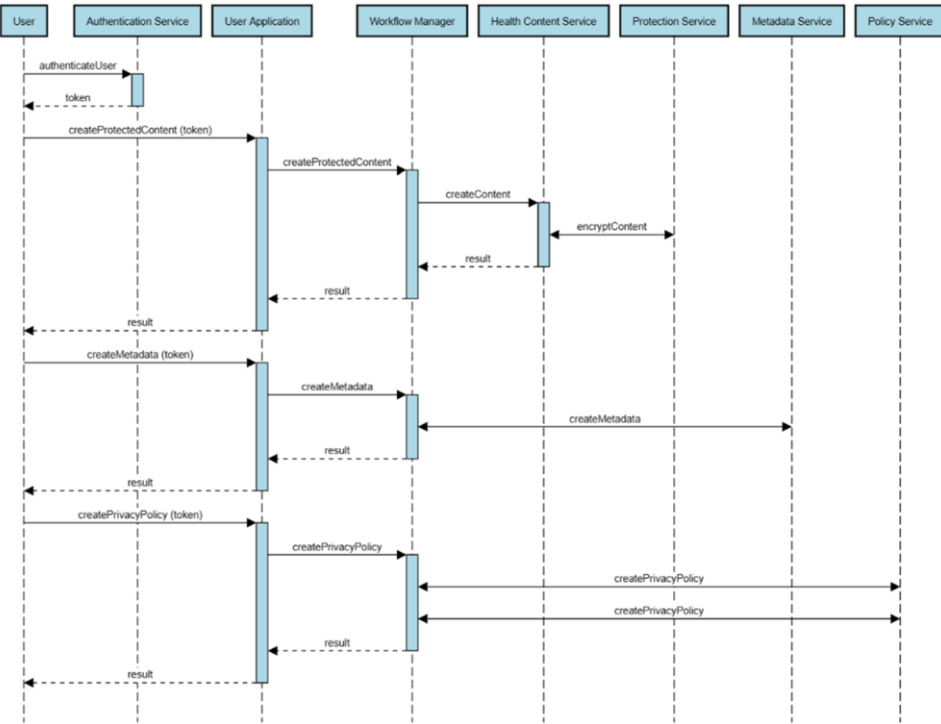 User
Authentication Service
User Application
Workflow Manager
Health Content Service
Protection Service
Metadata Service
Policy Service
authenticateUser
token
createProtectedContent (token)
createProtectedContent
createContent
encryptContent
result
result
result
createMetadata (token)
createMetadata
createMetadata
result
result
createPrivacyPolicy (token)
createPrivacyPolicy
createPrivacyPolicy
createPrivacyPolicy
result
result